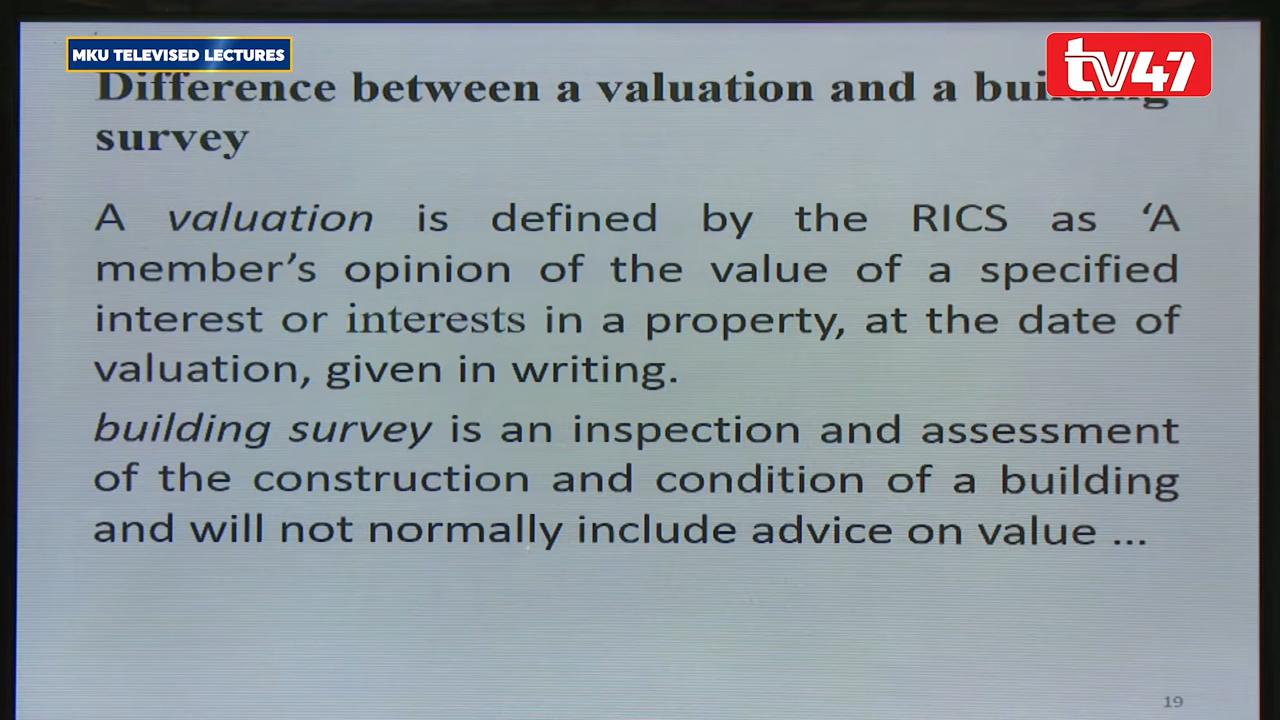 MKU TELEVISED LECTURES
tv47
Difference between a valuation and a building
survey
A valuation is defined by the RICS as ‘A
member’s opinion of the value of a specified
interest or interests in a property, at the date of
valuation, given in writing.
building survey is an inspection and assessment
of the construction and condition of a building
and will not normally include advice on value ...
19